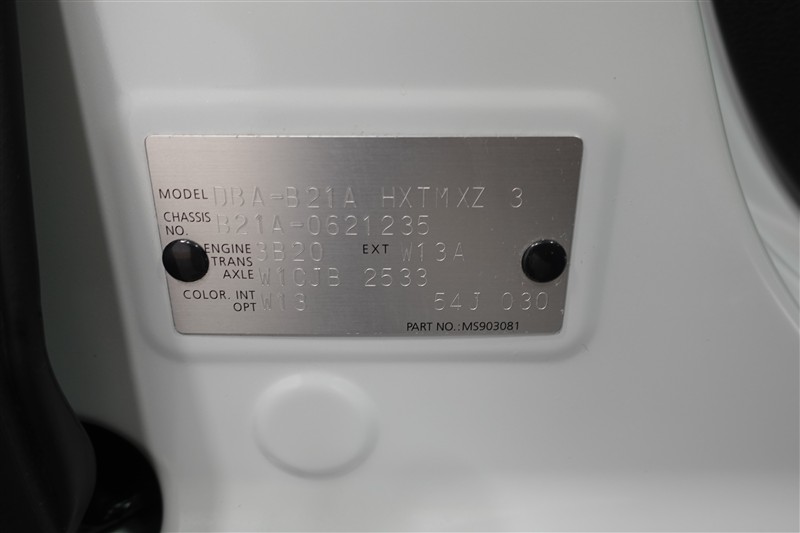 MODEL DBA-B21A HXTMXZ 3
CHASSIS NO. B21A-0621235
ENGINE 3B20 EXT W13A
TRANS AXLE W1CJB 2533
COLOR. INT OPT W13 54J 030
PART NO.:MS903081